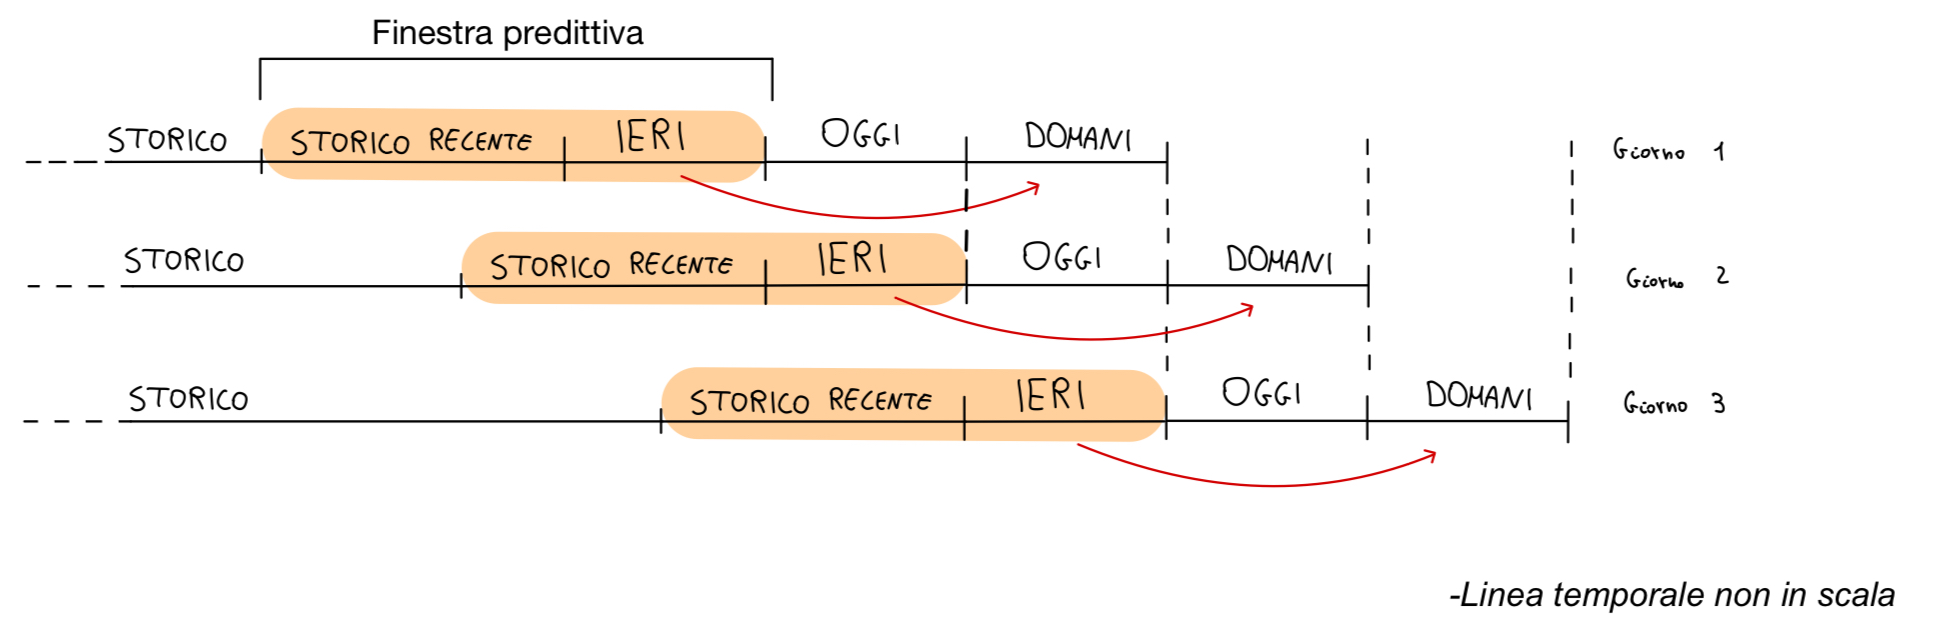 Finestra predittiva
STORICO STORICO RECENTE IERI OGGI DOMANI Giorno 1
STORICO STORICO RECENTE IERI OGGI DOMANI Giorno 2
STORICO STORICO RECENTE IERI OGGI DOMANI Giorno 3
-Linea temporale non in scala